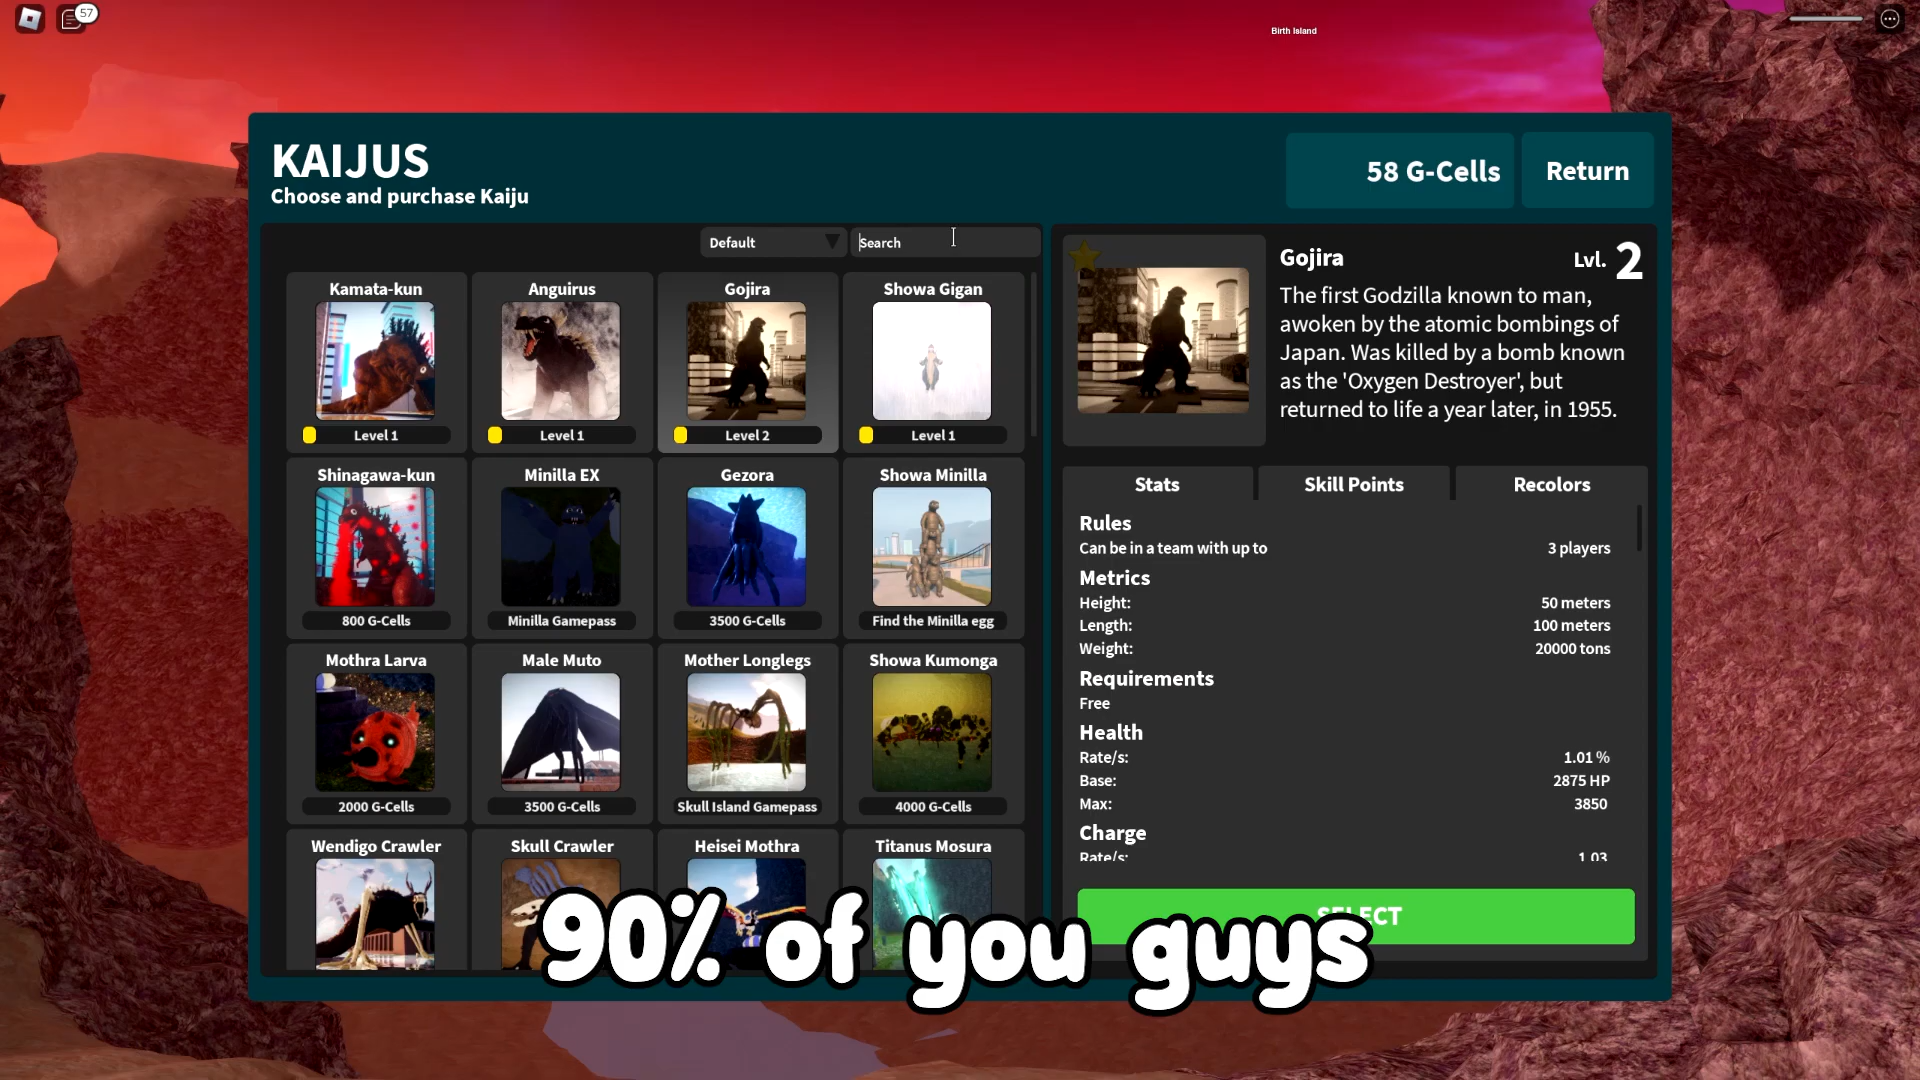 57
Birth Island
KAIJUS
Choose and purchase Kaiju
58 G-Cells
Return
Default
Search
Kamata-kun
Anguirus
Gojira
Showa Gigan
Level 1
Level 1
Level 2
Level 1
Shinagawa-kun
Minilla EX
Gezora
Showa Minilla
800 G-Cells
Minilla Gamepass
3500 G-Cells
Find the Minilla egg
Mothra Larva
Male Muto
Mother Longlegs
Showa Kumonga
2000 G-Cells
3500 G-Cells
Skull Island Gamepass
4000 G-Cells
Wendigo Crawler
Skull Crawler
Heisei Mothra
Titanus Mosura
Gojira
Lvl. 2
The first Godzilla known to man,
awoken by the atomic bombings of
Japan. Was killed by a bomb known
as the 'Oxygen Destroyer', but
returned to life a year later, in 1955.
Stats
Skill Points
Recolors
Rules
Can be in a team with up to 3 players
Metrics
Height: 50 meters
Length: 100 meters
Weight: 20000 tons
Requirements
Free
Health
Rate/s: 1.01 %
Base: 2875 HP
Max: 3850
Charge
Rate/s: 1.03
SELECT
90% of you guys